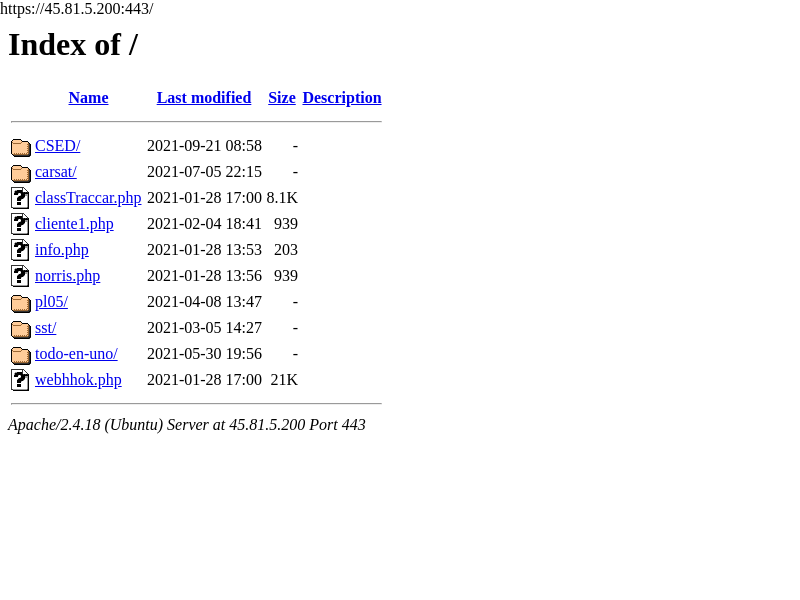 https://45.81.5.200:443/
Index of /
Name Last modified Size Description
CSED/ 2021-09-21 08:58 -
carsat/ 2021-07-05 22:15 -
classTraccar.php 2021-01-28 17:00 8.1K
cliente1.php 2021-02-04 18:41 939
info.php 2021-01-28 13:53 203
norris.php 2021-01-28 13:56 939
pl05/ 2021-04-08 13:47 -
sst/ 2021-03-05 14:27 -
todo-en-uno/ 2021-05-30 19:56 -
webhhok.php 2021-01-28 17:00 21K
Apache/2.4.18 (Ubuntu) Server at 45.81.5.200 Port 443